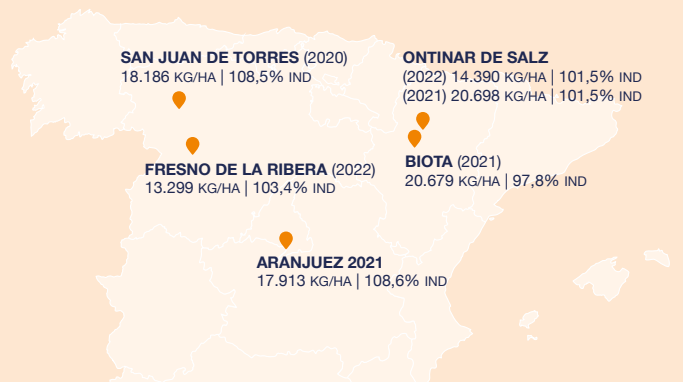 SAN JUAN DE TORRES (2020)
18.186 KG/HA | 108,5% IND
ONTINAR DE SALZ
(2022) 14.390 KG/HA | 101,5% IND
(2021) 20.698 KG/HA | 101,5% IND
FRESNO DE LA RIBERA (2022)
13.299 KG/HA | 103,4% IND
BIOTA (2021)
20.679 KG/HA | 97,8% IND
ARANJUEZ 2021
17.913 KG/HA | 108,6% IND